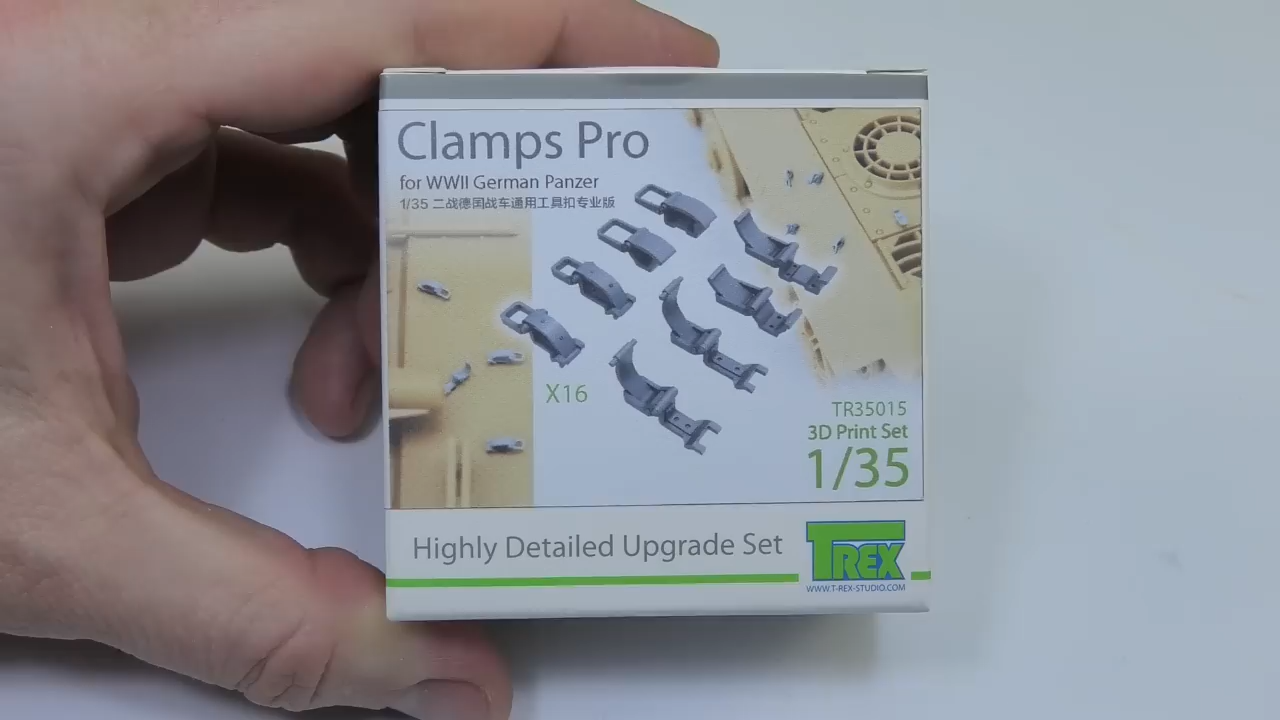 Clamps Pro
for WWII German Panzer
1/35 二战德国战车通用工具扣专业版
X16
TR35015
3D Print Set
1/35
Highly Detailed Upgrade Set
T-REX
WWW.T-REX-STUDIO.COM